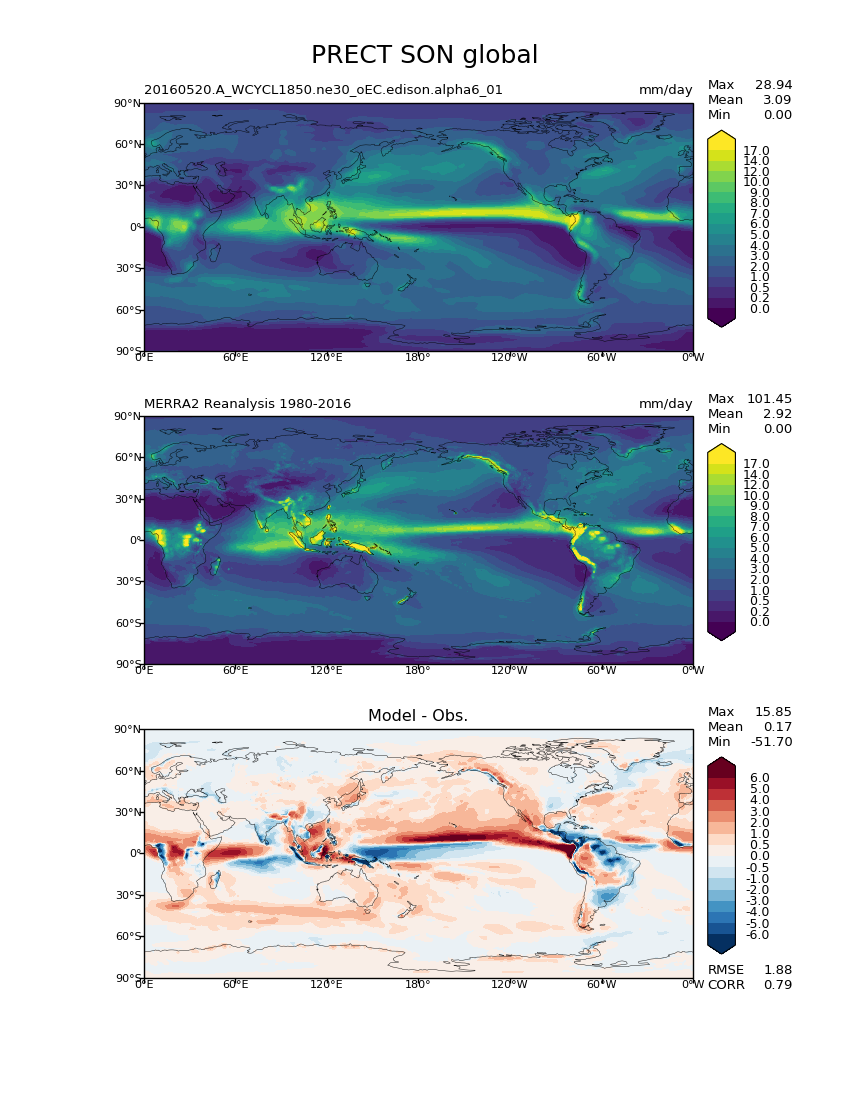 PRECT SON global
20160520.A_WCYCL1850.ne30_oEC.edison.alpha6_01 mm/day
Max 28.94
Mean 3.09
Min 0.00
90°N
60°N
30°N
0°
30°S
60°S
90°S
0°E 60°E 120°E 180° 120°W 60°W 0°W
17.0
14.0
12.0
10.0
9.0
8.0
7.0
6.0
5.0
4.0
3.0
2.0
1.0
0.5
0.2
0.0
MERRA2 Reanalysis 1980-2016 mm/day
Max 101.45
Mean 2.92
Min 0.00
90°N
60°N
30°N
0°
30°S
60°S
90°S
0°E 60°E 120°E 180° 120°W 60°W 0°W
17.0
14.0
12.0
10.0
9.0
8.0
7.0
6.0
5.0
4.0
3.0
2.0
1.0
0.5
0.2
0.0
Model - Obs.
Max 15.85
Mean 0.17
Min -51.70
90°N
60°N
30°N
0°
30°S
60°S
90°S
0°E 60°E 120°E 180° 120°W 60°W 0°W
6.0
5.0
4.0
3.0
2.0
1.0
0.5
0.0
-0.5
-1.0
-2.0
-3.0
-4.0
-5.0
-6.0
RMSE 1.88
CORR 0.79